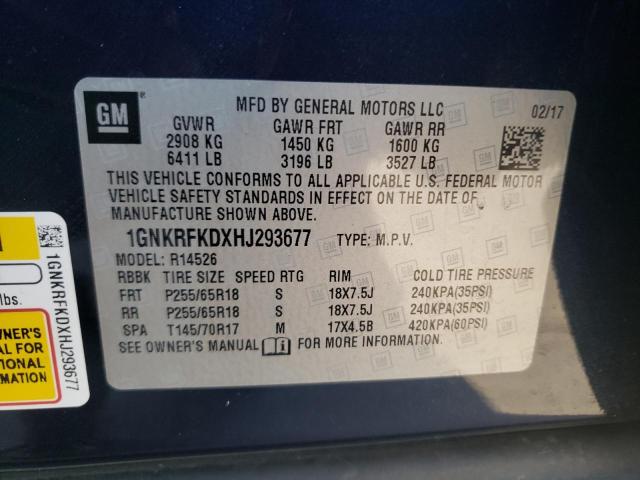 GM
MFD BY GENERAL MOTORS LLC 02/17
GVWR GAWR FRT GAWR RR
2908 KG 1450 KG 1600 KG
6411 LB 3196 LB 3527 LB
THIS VEHICLE CONFORMS TO ALL APPLICABLE U.S. FEDERAL MOTOR
VEHICLE SAFETY STANDARDS IN EFFECT ON THE DATE OF
MANUFACTURE SHOWN ABOVE.
1GNKRFKDXHJ293677 TYPE: M.P.V.
MODEL: R14526
RBBK TIRE SIZE SPEED RTG RIM COLD TIRE PRESSURE
FRT P255/65R18 S 18X7.5J 240KPA(35PSI)
RR P255/65R18 S 18X7.5J 240KPA(35PSI)
SPA T145/70R17 M 17X4.5B 420KPA(60PSI)
SEE OWNER'S MANUAL FOR MORE INFORMATION.
1GNKRFKDXHJ293677
lbs.
OWNER'S
AL FOR
TIONAL
RMATION